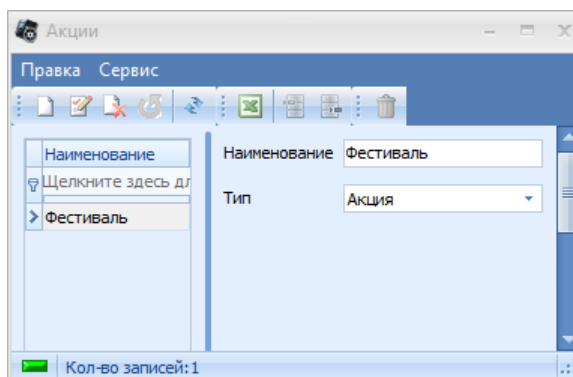 Акции
Правка Сервис
Наименование
Щелкните здесь дл
Фестиваль
Наименование Фестиваль
Тип Акция
Кол-во записей:1